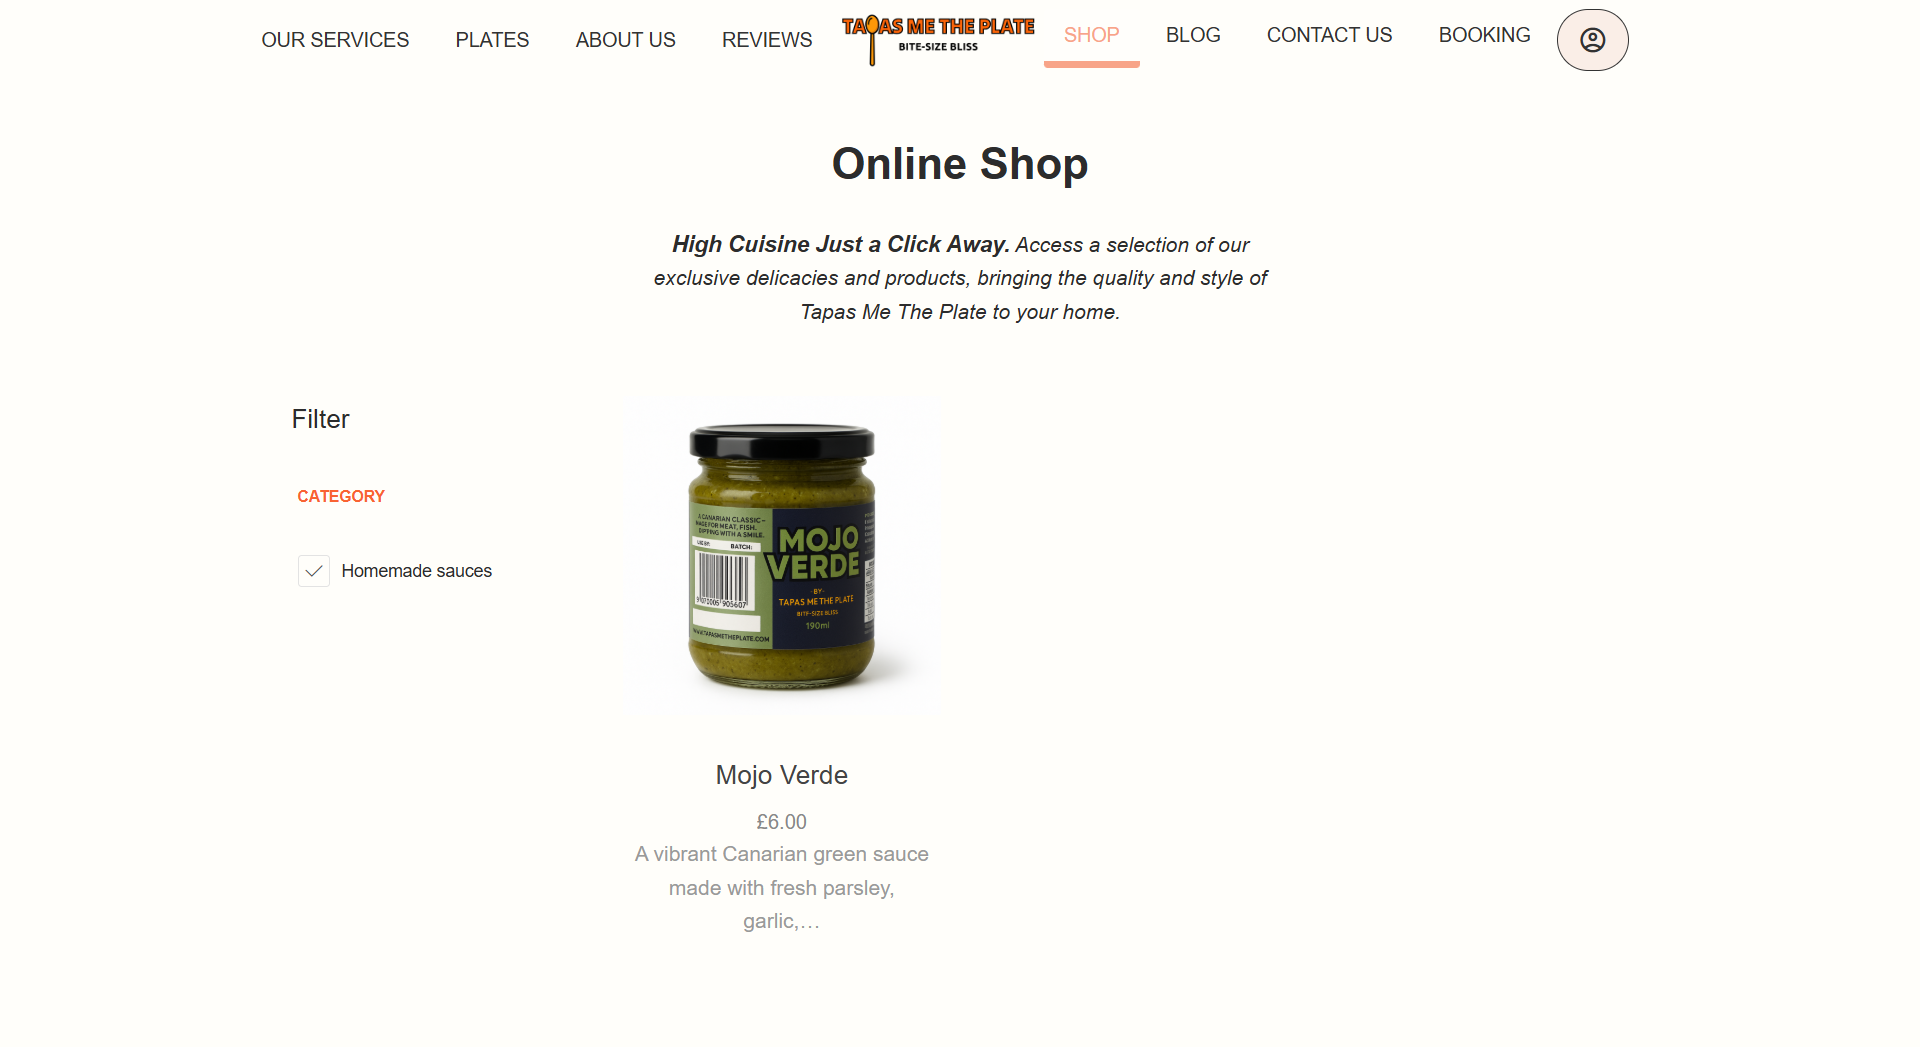 OUR SERVICES PLATES ABOUT US REVIEWS TAPAS ME THE PLATE SHOP BLOG CONTACT US BOOKING
BITE-SIZE BLISS
Online Shop
High Cuisine Just a Click Away. Access a selection of our
exclusive delicacies and products, bringing the quality and style of
Tapas Me The Plate to your home.
Filter
CATEGORY
Homemade sauces
A CANARIAN CLASSIC –
MADE FOR MEAT, FISH,
DIPPING WITH A SMILE.
BATCH:
WWW.TAPASMETHEPLATE.COM
MOJO
VERDE
-BY-
TAPAS ME THE PLATE
BITE-SIZE BLISS
190ml
Mojo Verde
£6.00
A vibrant Canarian green sauce
made with fresh parsley,
garlic,…